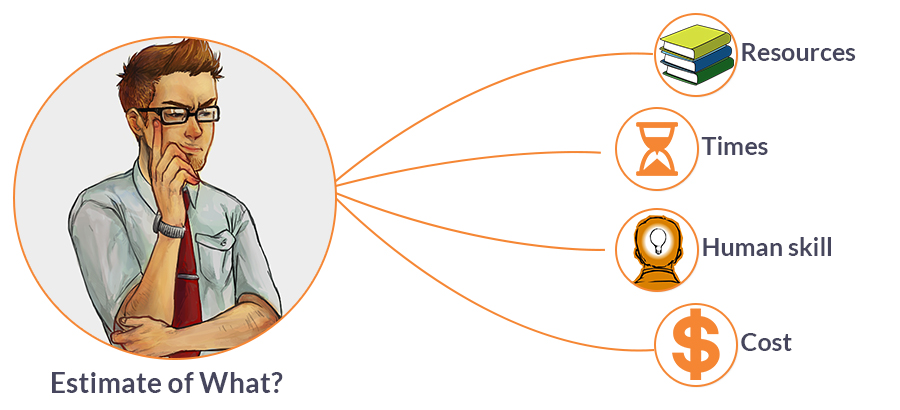 Resources
Times
Human skill
Cost
Estimate of What?